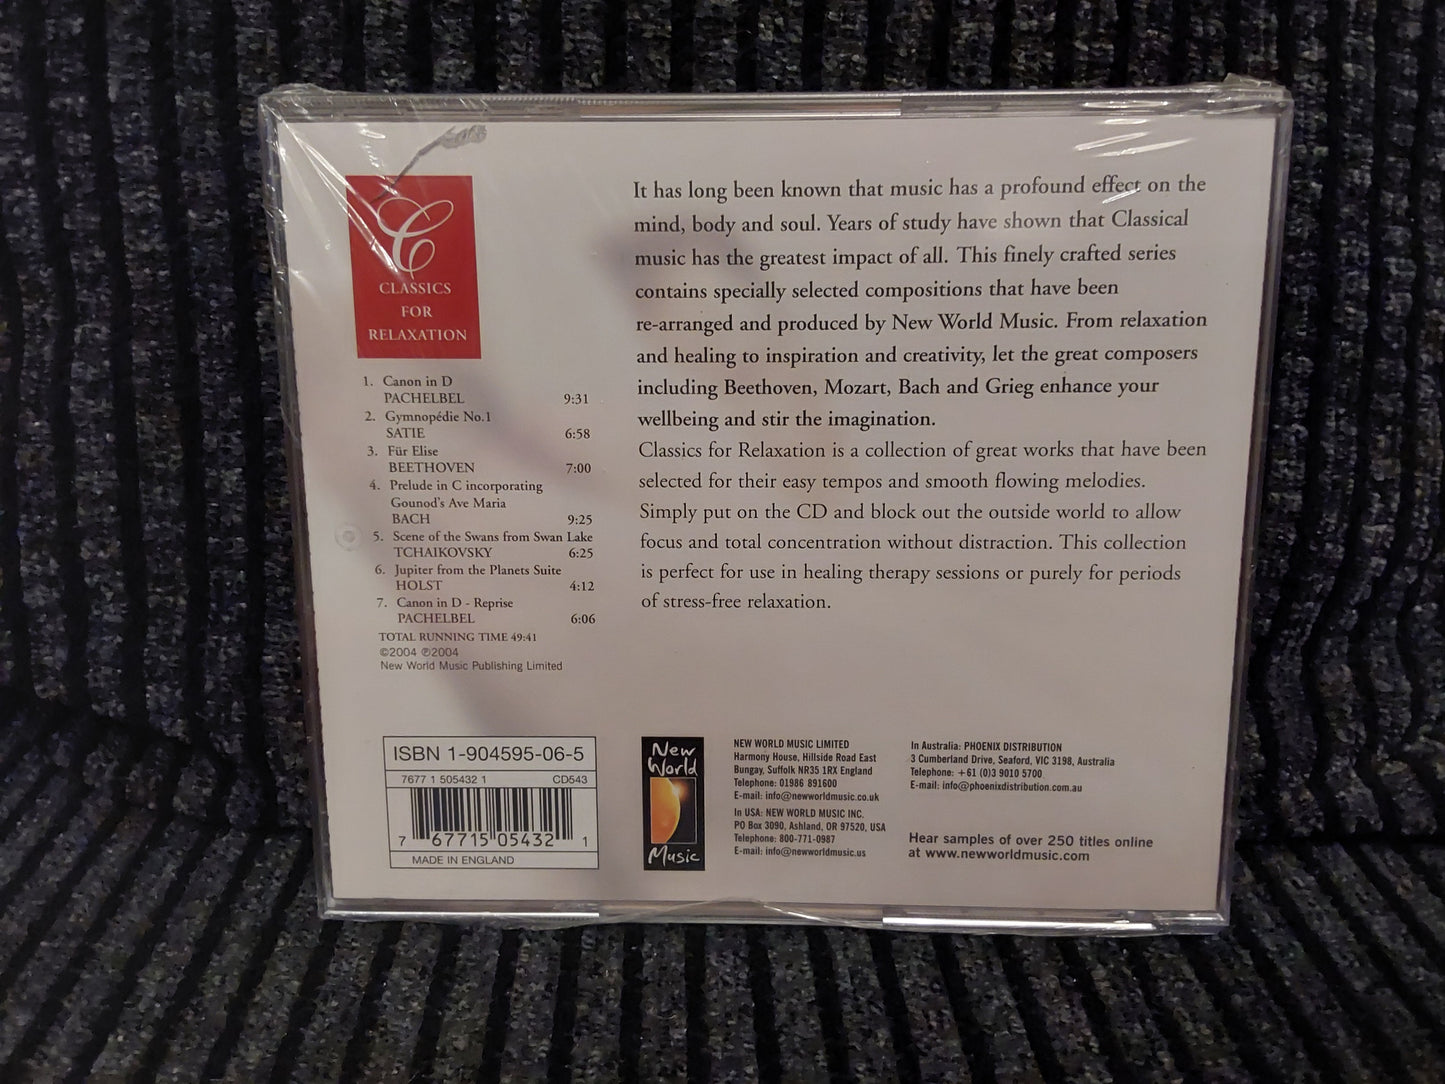 C
CLASSICS
FOR
RELAXATION
1. Canon in D
PACHELBEL 9:31
2. Gymnopédie No.1
SATIE 6:58
3. Für Elise
BEETHOVEN 7:00
4. Prelude in C incorporating
Gounod's Ave Maria
BACH 9:25
5. Scene of the Swans from Swan Lake
TCHAIKOVSKY 6:25
6. Jupiter from the Planets Suite
HOLST 4:12
7. Canon in D - Reprise
PACHELBEL 6:06
TOTAL RUNNING TIME 49:41
©2004 ℗2004
New World Music Publishing Limited
It has long been known that music has a profound effect on the
mind, body and soul. Years of study have shown that Classical
music has the greatest impact of all. This finely crafted series
contains specially selected compositions that have been
re-arranged and produced by New World Music. From relaxation
and healing to inspiration and creativity, let the great composers
including Beethoven, Mozart, Bach and Grieg enhance your
wellbeing and stir the imagination.
Classics for Relaxation is a collection of great works that have been
selected for their easy tempos and smooth flowing melodies.
Simply put on the CD and block out the outside world to allow
focus and total concentration without distraction. This collection
is perfect for use in healing therapy sessions or purely for periods
of stress-free relaxation.
ISBN 1-904595-06-5
7677 1 505432 1 CD543
7 67715 05432 1
MADE IN ENGLAND
New
World
Music
NEW WORLD MUSIC LIMITED
Harmony House, Hillside Road East
Bungay, Suffolk NR35 1RX England
Telephone: 01986 891600
E-mail: info@newworldmusic.co.uk
In USA: NEW WORLD MUSIC INC.
PO Box 3090, Ashland, OR 97520, USA
Telephone: 800-771-0987
E-mail: info@newworldmusic.us
In Australia: PHOENIX DISTRIBUTION
3 Cumberland Drive, Seaford, VIC 3198, Australia
Telephone: +61 (0)3 9010 5700
E-mail: info@phoenixdistribution.com.au
Hear samples of over 250 titles online
at www.newworldmusic.com